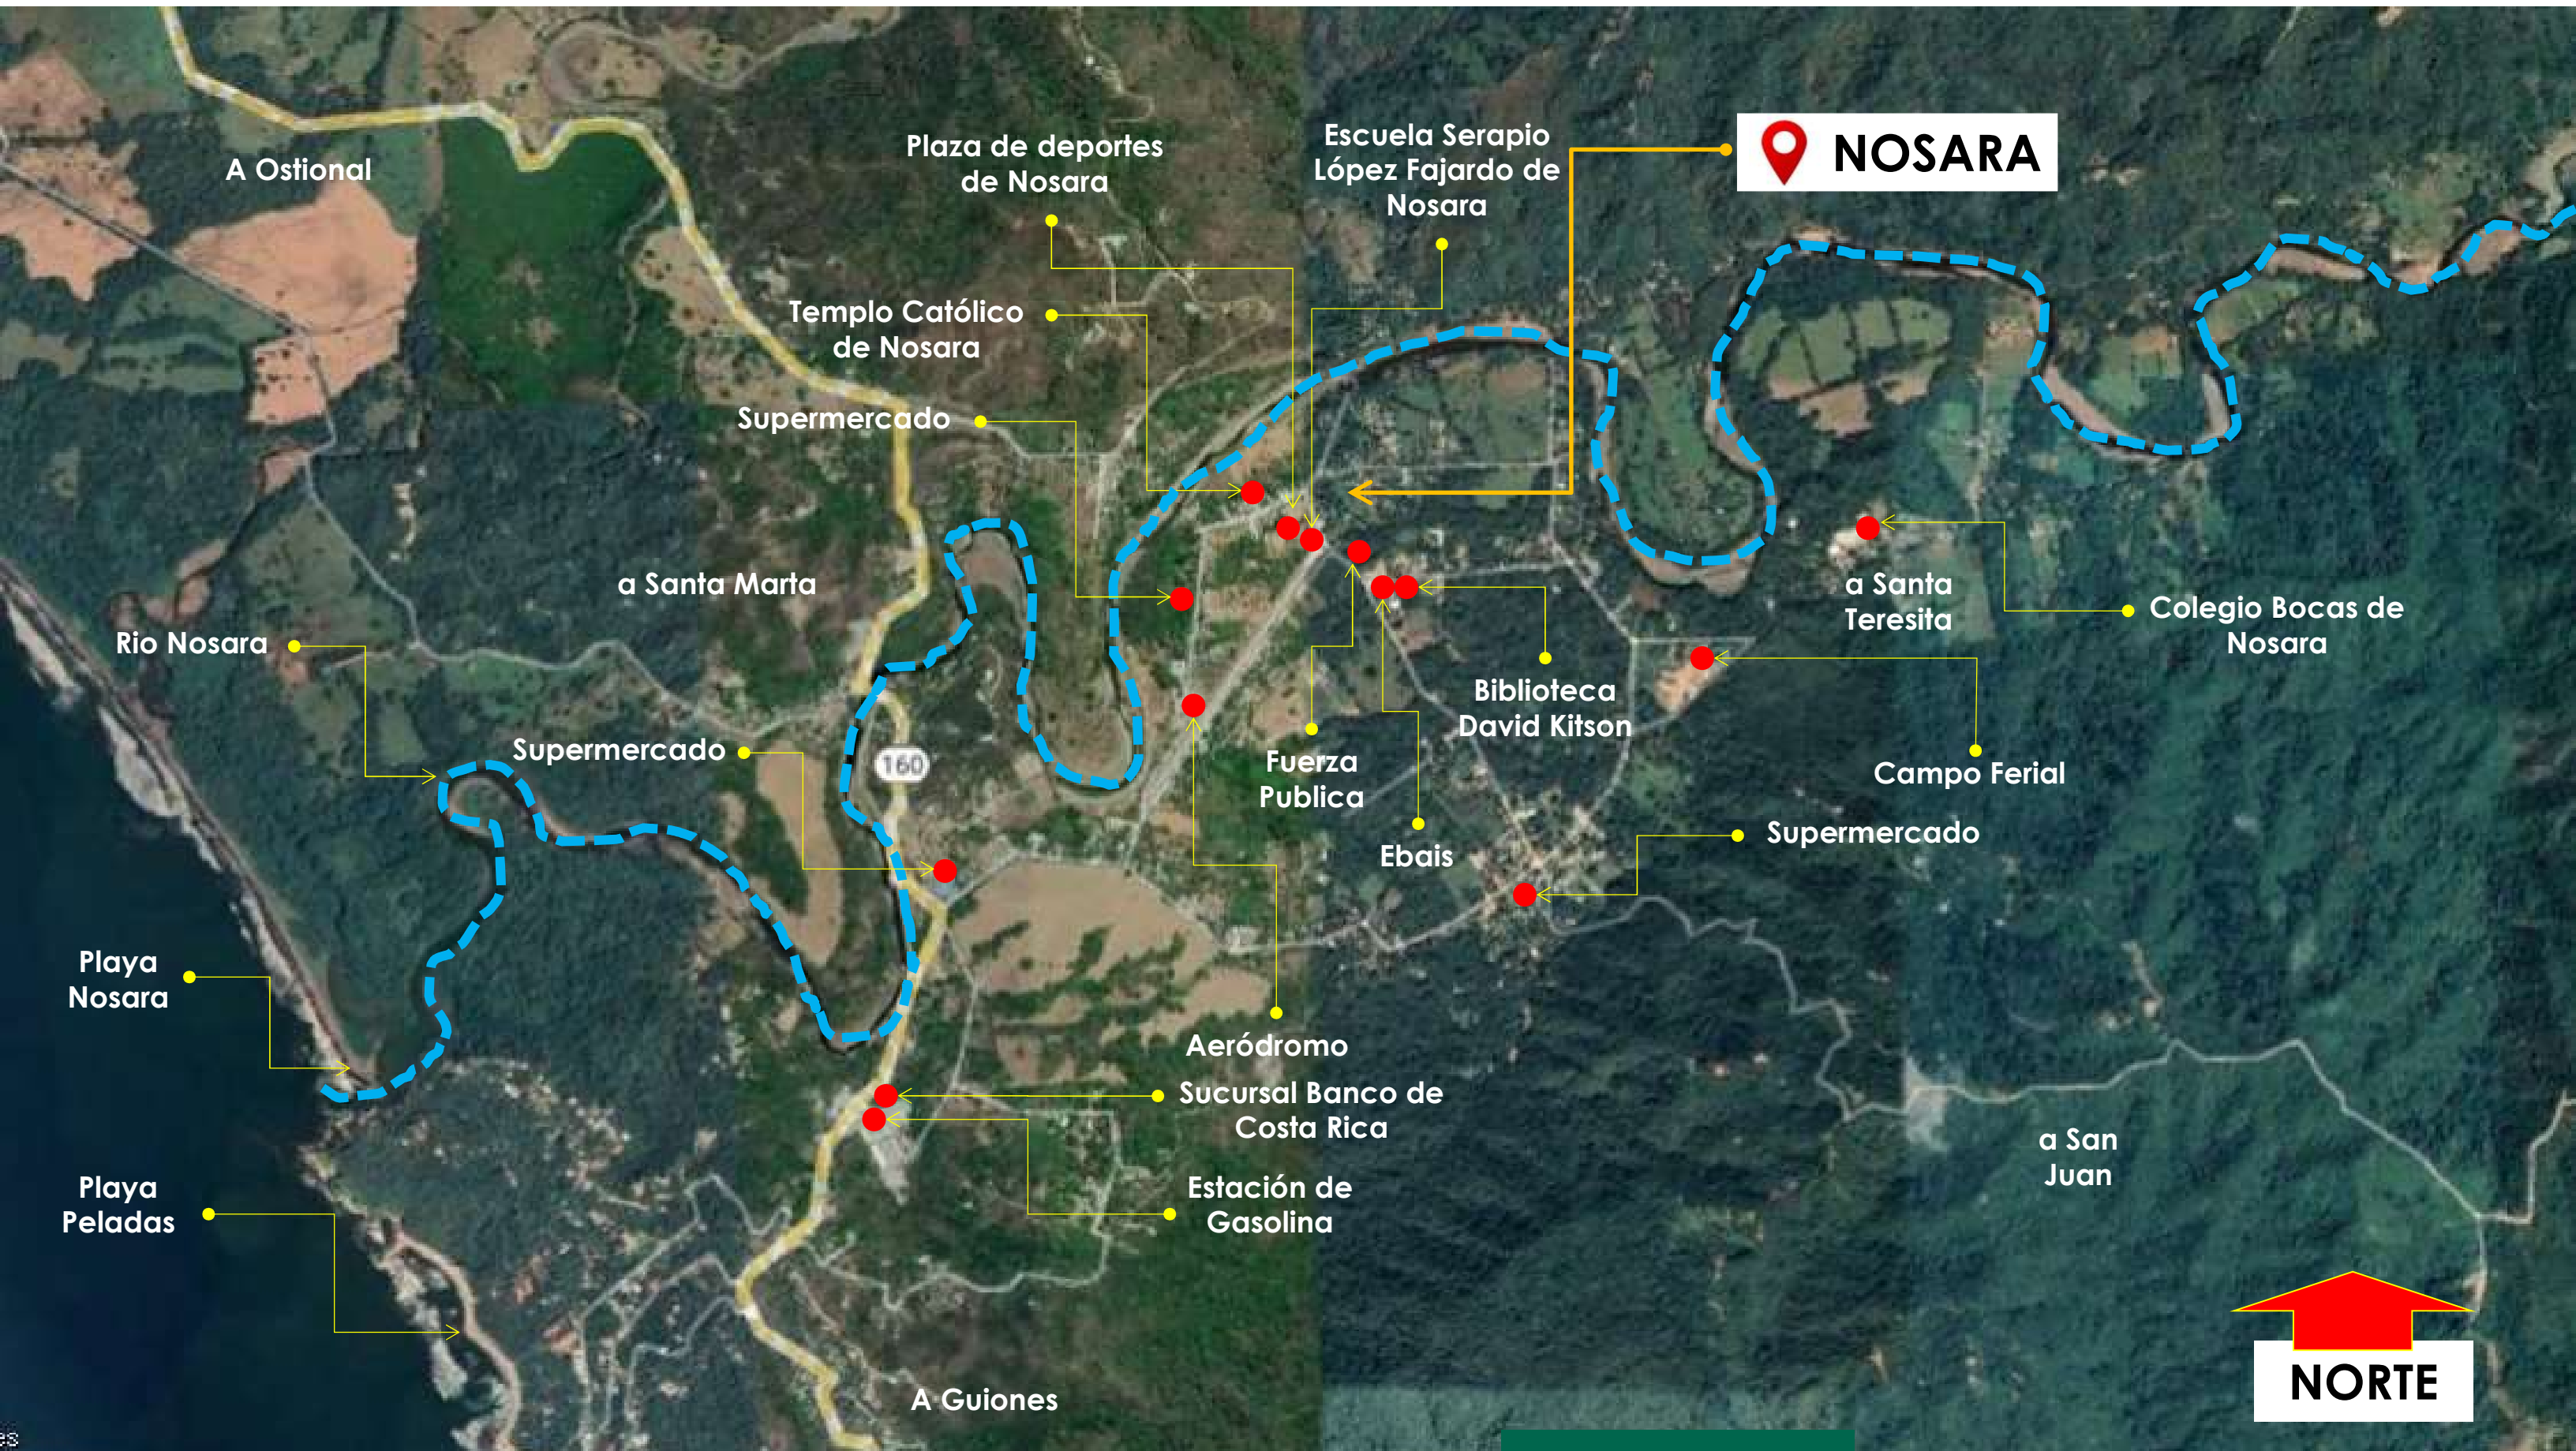 A Ostional
Plaza de deportes
de Nosara
Escuela Serapio
López Fajardo de
Nosara
NOSARA
Templo Católico
de Nosara
Supermercado
a Santa Marta
a Santa
Teresita
Colegio Bocas de
Nosara
Rio Nosara
Biblioteca
David Kitson
Supermercado
160
Fuerza
Publica
Campo Ferial
Ebais
Supermercado
Playa
Nosara
Aeródromo
Sucursal Banco de
Costa Rica
a San
Juan
Playa
Peladas
Estación de
Gasolina
A Guiones
NORTE